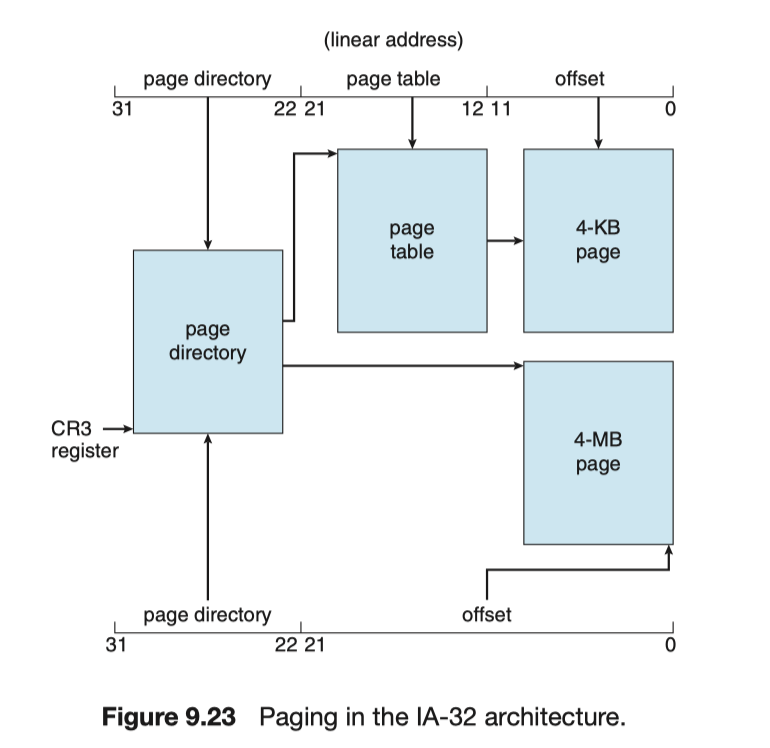 (linear address)
page directory page table offset
31 22 21 12 11 0
page
table
4-KB
page
page
directory
CR3
register
4-MB
page
page directory offset
31 22 21 0
Figure 9.23 Paging in the IA-32 architecture.